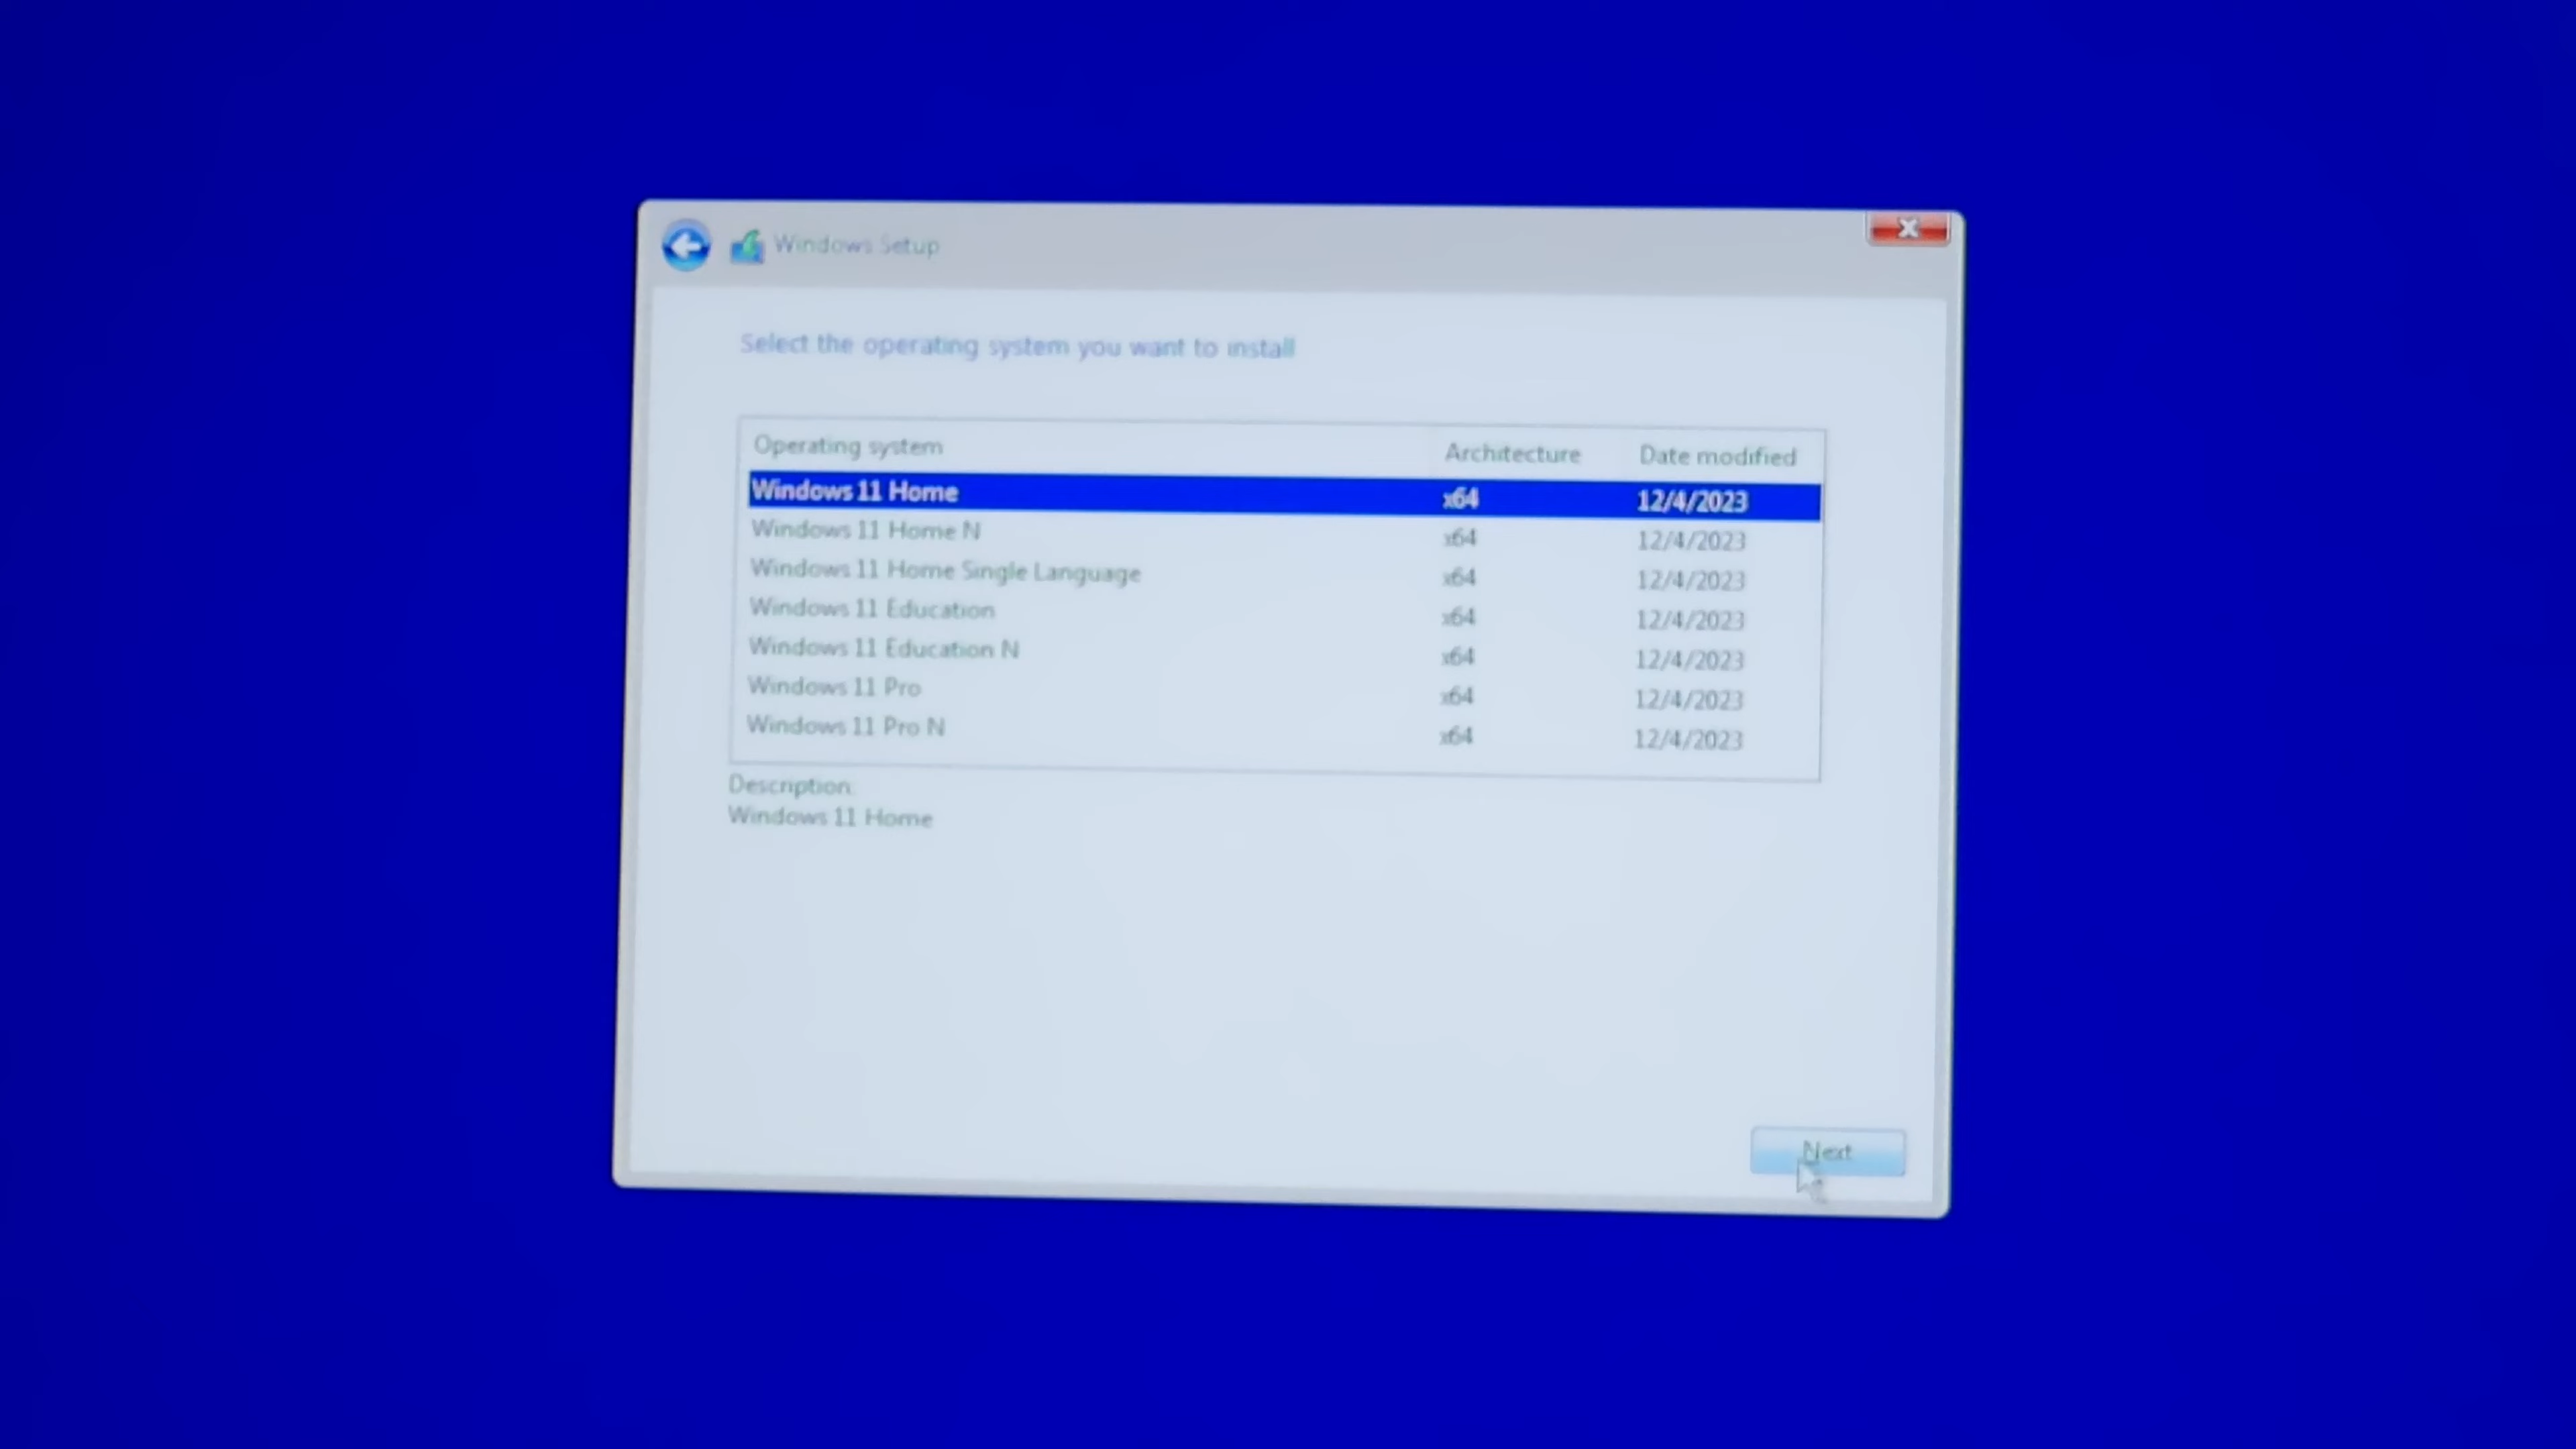 Windows Setup
Select the operating system you want to install
Operating system Architecture Date modified
Windows 11 Home x64 12/4/2023
Windows 11 Home N x64 12/4/2023
Windows 11 Home Single Language x64 12/4/2023
Windows 11 Education x64 12/4/2023
Windows 11 Education N x64 12/4/2023
Windows 11 Pro x64 12/4/2023
Windows 11 Pro N x64 12/4/2023
Description:
Windows 11 Home
Next